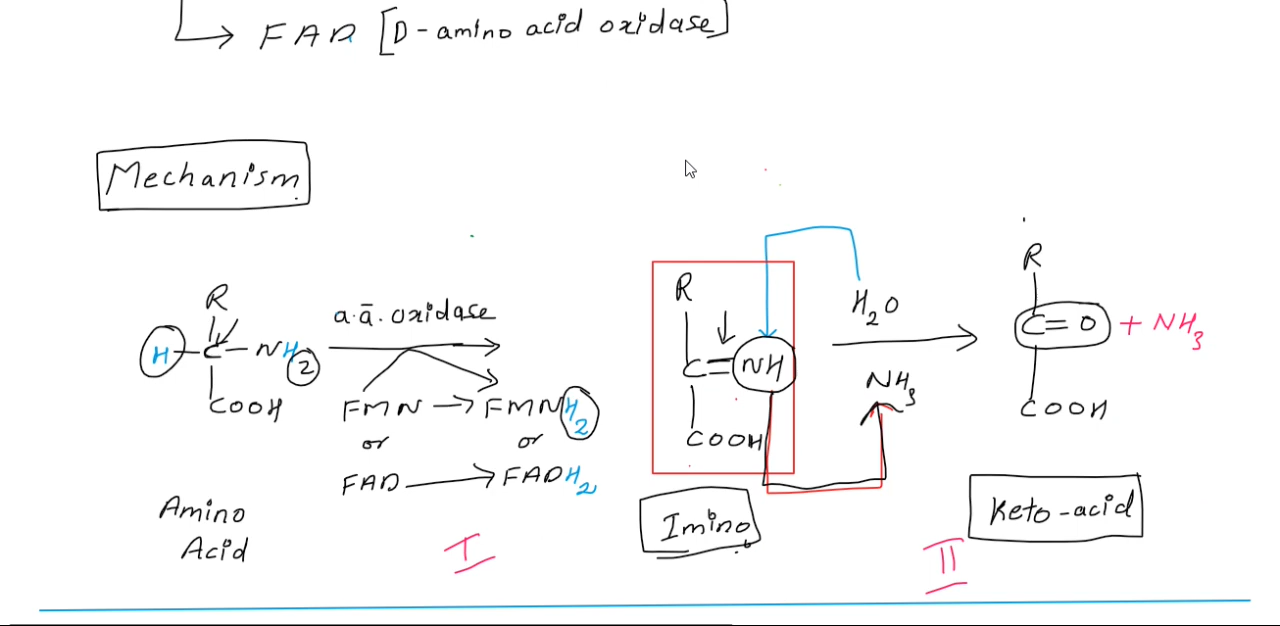 FAD [D-amino acid oxidase]
Mechanism
R
H-C-NH2
COOH
a.ā. oxidase
FMN → FMNH2
or or
FAD → FADH2
Amino
Acid
I
R
C=NH
COOH
Imino
H2O
NH3
R
C=O + NH3
COOH
Keto-acid
II